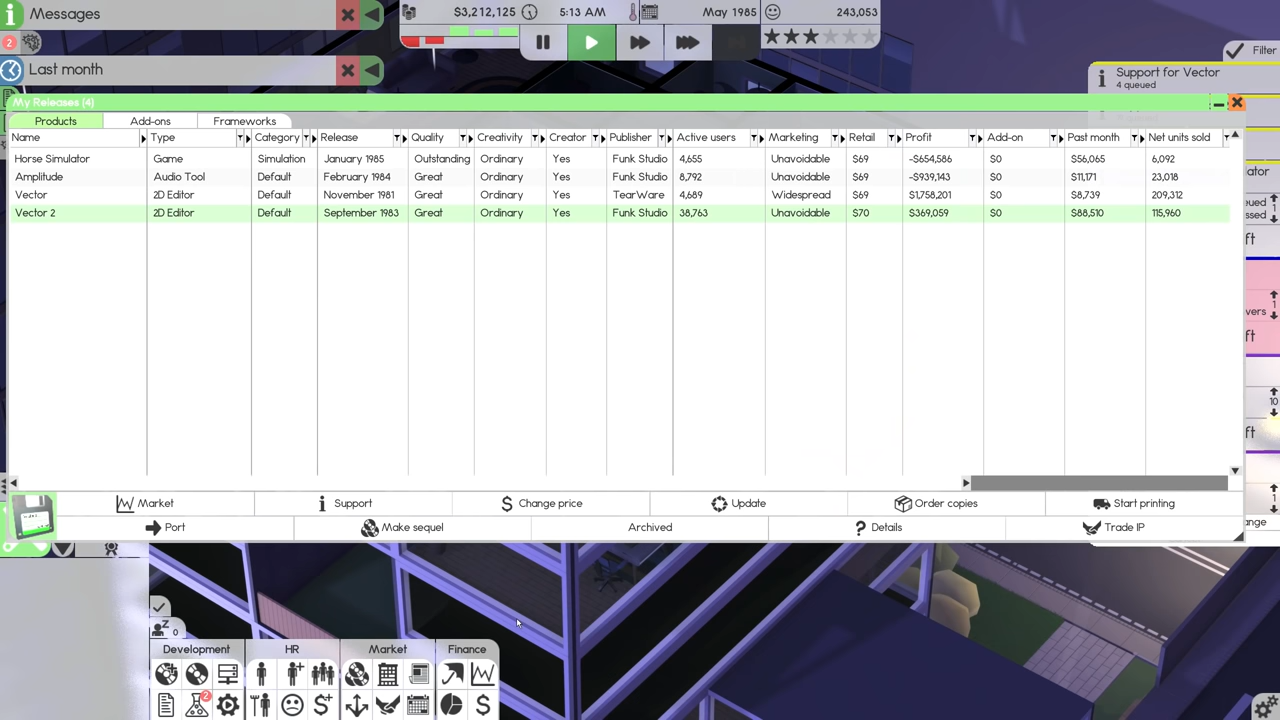 Messages
$3,212,125 5:13 AM May 1985 243,053
2
Filter
Last month
Support for Vector
4 queued
My Releases (4)
Products Add-ons Frameworks
Name Type Category Release Quality Creativity Creator Publisher Active users Marketing Retail Profit Add-on Past month Net units sold
Horse Simulator Game Simulation January 1985 Outstanding Ordinary Yes Funk Studio 4,655 Unavoidable $69 -$654,586 $0 $56,065 6,092
Amplitude Audio Tool Default February 1984 Great Ordinary Yes Funk Studio 8,792 Unavoidable $69 -$939,143 $0 $11,171 23,018
Vector 2D Editor Default November 1981 Great Ordinary Yes TearWare 4,689 Widespread $69 $1,758,201 $0 $8,739 209,312
Vector 2 2D Editor Default September 1983 Great Ordinary Yes Funk Studio 38,763 Unavoidable $70 $369,059 $0 $88,510 115,960
Market Support $ Change price Update Order copies Start printing
Port Make sequel Archived ? Details Trade IP
z 0
Development HR Market Finance
2